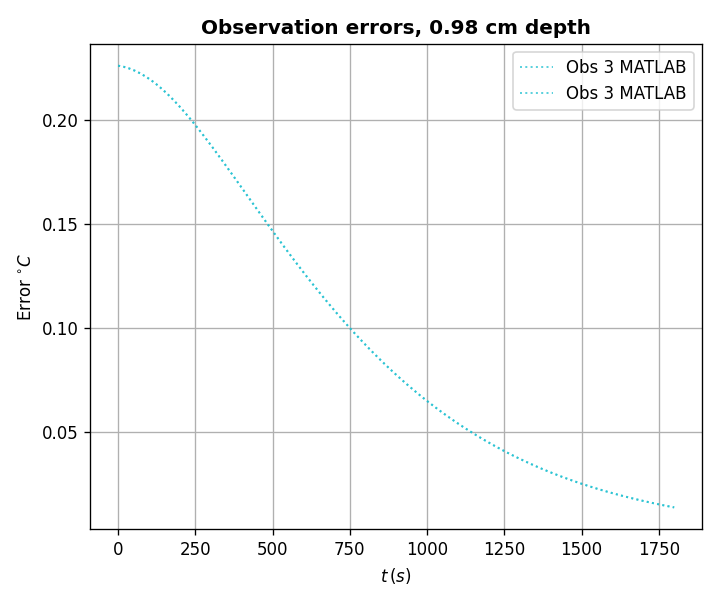 Observation errors, 0.98 cm depth
Obs 3 MATLAB
Obs 3 MATLAB
Error °C
0.20
0.15
0.10
0.05
0 250 500 750 1000 1250 1500 1750
t (s)